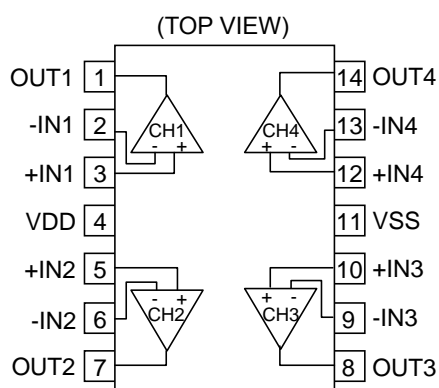 (TOP VIEW)
OUT1 1 14 OUT4
-IN1 2 CH1 CH4 13 -IN4
- + + -
+IN1 3 12 +IN4
VDD 4 11 VSS
+IN2 5 10 +IN3
- + + -
-IN2 6 CH2 CH3 9 -IN3
OUT2 7 8 OUT3